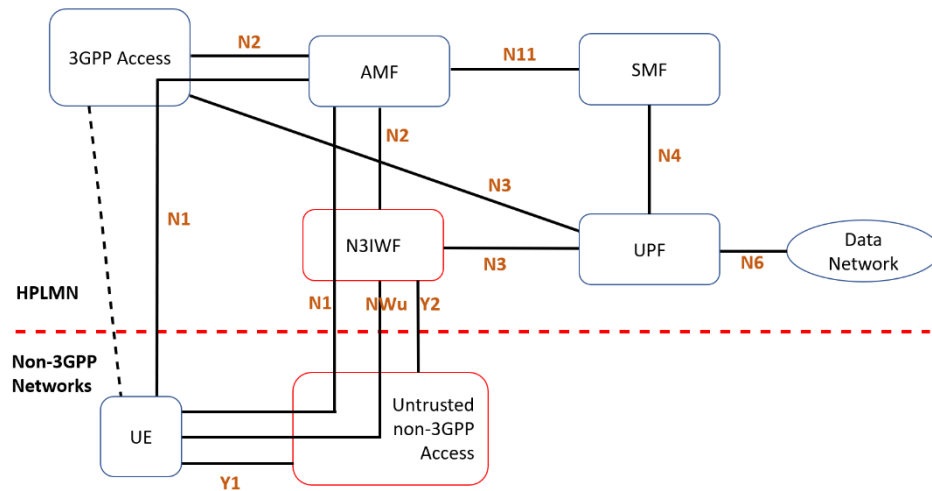 N2
3GPP Access
AMF
N11
SMF
N2
N4
N3
N1
N3IWF
N3
UPF
N6
Data
Network
HPLMN
N1
NWu
Y2
Non-3GPP
Networks
Untrusted
non-3GPP
Access
UE
Y1